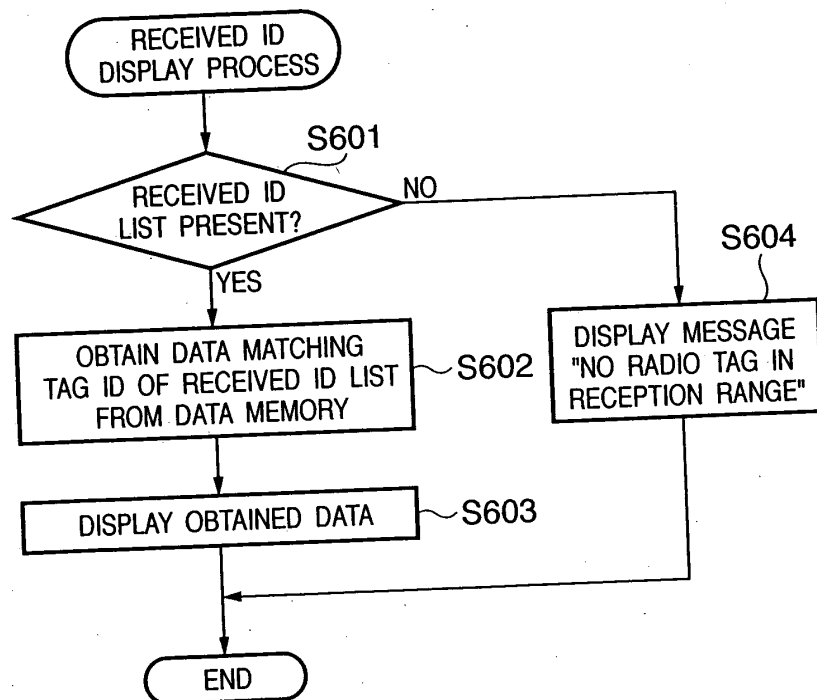 RECEIVED ID
DISPLAY PROCESS
S601
RECEIVED ID
LIST PRESENT?
NO
YES
S604
DISPLAY MESSAGE
"NO RADIO TAG IN
RECEPTION RANGE"
OBTAIN DATA MATCHING
TAG ID OF RECEIVED ID LIST
FROM DATA MEMORY
S602
DISPLAY OBTAINED DATA
S603
END